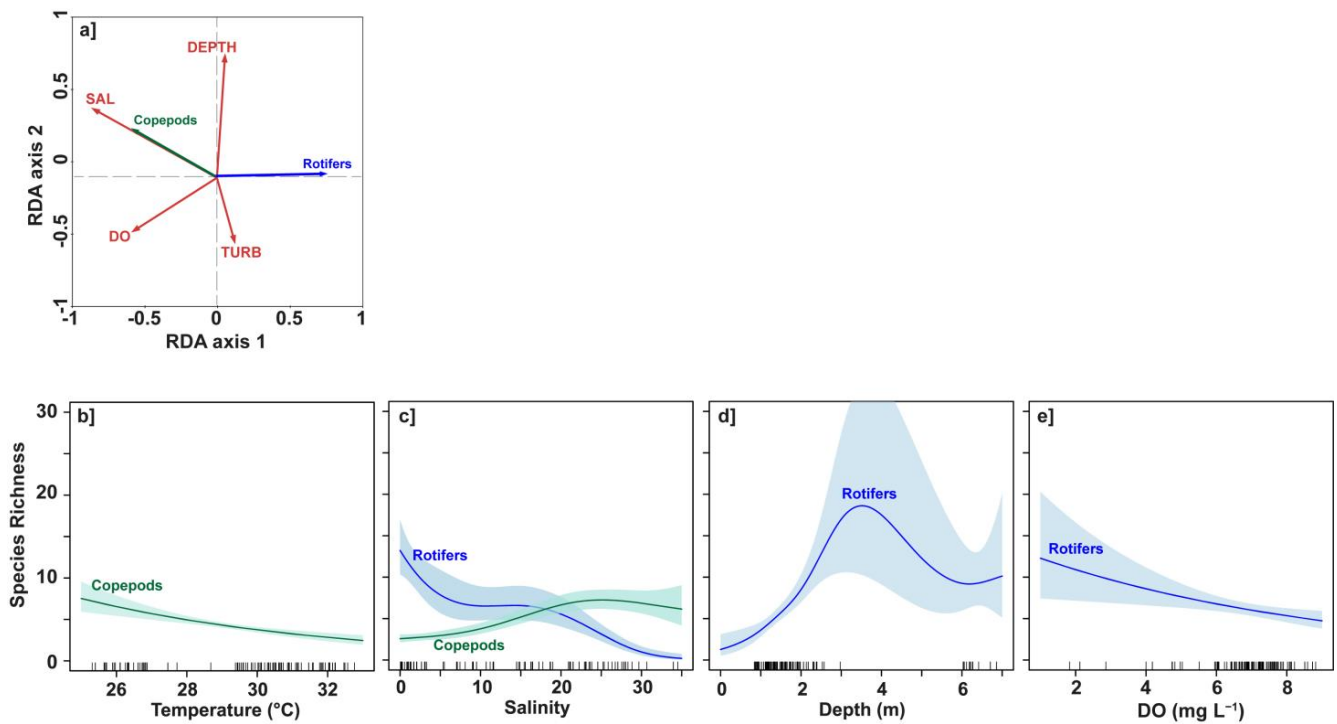 a]
1
0.5
0
-0.5
-1
RDA axis 2
DEPTH
SAL
Copepods
Rotifers
DO
TURB
-1 -0.5 0 0.5 1
RDA axis 1
Species Richness
30
20
10
0
b]
Copepods
26 28 30 32
Temperature (°C)
c]
Rotifers
Copepods
0 10 20 30
Salinity
d]
Rotifers
0 2 4 6
Depth (m)
e]
Rotifers
2 4 6 8
DO (mg L⁻¹)